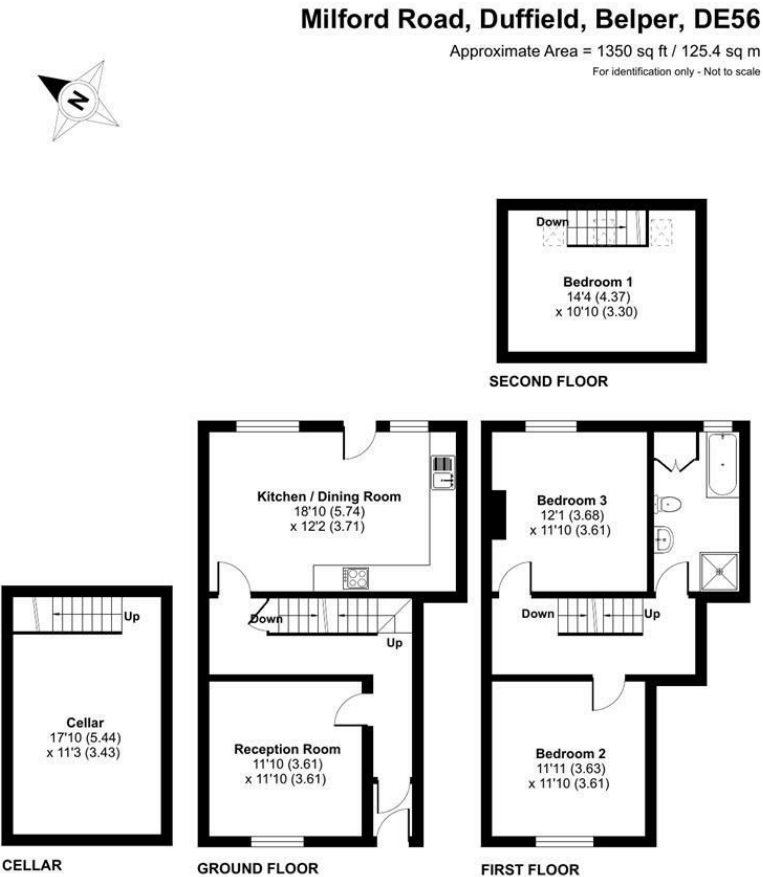 Milford Road, Duffield, Belper, DE56
Approximate Area = 1350 sq ft / 125.4 sq m
For identification only - Not to scale
N
Down
Bedroom 1
14'4 (4.37)
x 10'10 (3.30)
SECOND FLOOR
Kitchen / Dining Room
18'10 (5.74)
x 12'2 (3.71)
Down
Up
Reception Room
11'10 (3.61)
x 11'10 (3.61)
GROUND FLOOR
Bedroom 3
12'1 (3.68)
x 11'10 (3.61)
Down
Up
Bedroom 2
11'11 (3.63)
x 11'10 (3.61)
FIRST FLOOR
Up
Cellar
17'10 (5.44)
x 11'3 (3.43)
CELLAR